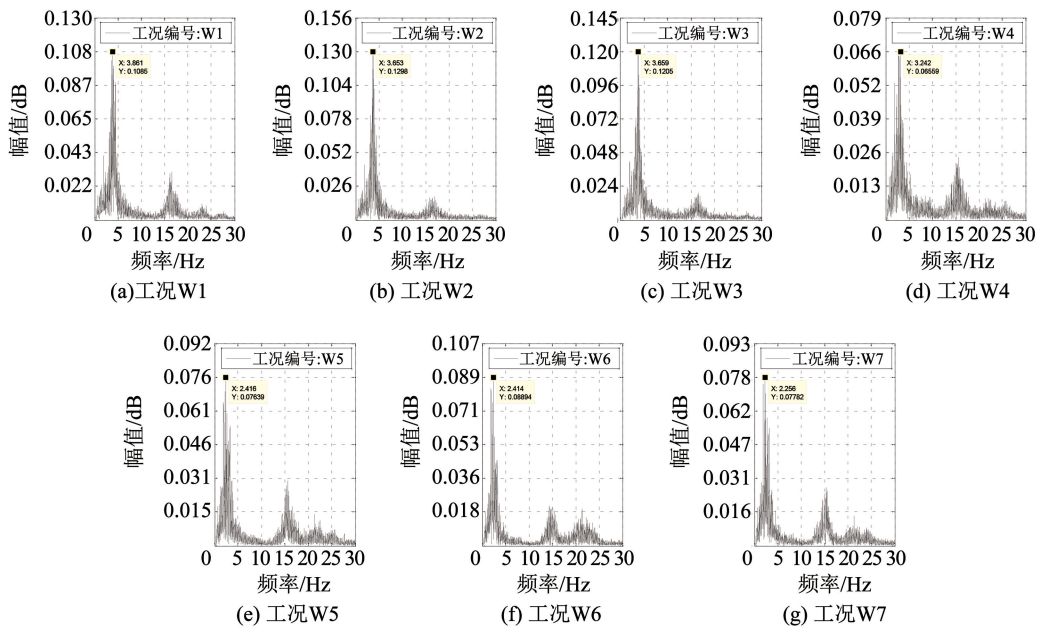 0.130
0.108
0.087
0.065
0.043
0.022
幅值/dB
工况编号:W1
X: 3.861
Y: 0.1085
0 5 10 15 20 25 30
频率/Hz
(a)工况W1
0.156
0.130
0.104
0.078
0.052
0.026
幅值/dB
工况编号:W2
X: 3.653
Y: 0.1298
0 5 10 15 20 25 30
频率/Hz
(b) 工况W2
0.145
0.120
0.096
0.072
0.048
0.024
幅值/dB
工况编号:W3
X: 3.659
Y: 0.1205
0 5 10 15 20 25 30
频率/Hz
(c) 工况W3
0.079
0.066
0.052
0.039
0.026
0.013
幅值/dB
工况编号:W4
X: 3.242
Y: 0.06559
0 5 10 15 20 25 30
频率/Hz
(d) 工况W4
0.092
0.076
0.061
0.046
0.031
0.015
幅值/dB
工况编号:W5
X: 2.416
Y: 0.07639
0 5 10 15 20 25 30
频率/Hz
(e) 工况W5
0.107
0.089
0.071
0.053
0.036
0.018
幅值/dB
工况编号:W6
X: 2.414
Y: 0.08894
0 5 10 15 20 25 30
频率/Hz
(f) 工况W6
0.093
0.078
0.062
0.047
0.031
0.016
幅值/dB
工况编号:W7
X: 2.256
Y: 0.07782
0 5 10 15 20 25 30
频率/Hz
(g) 工况W7